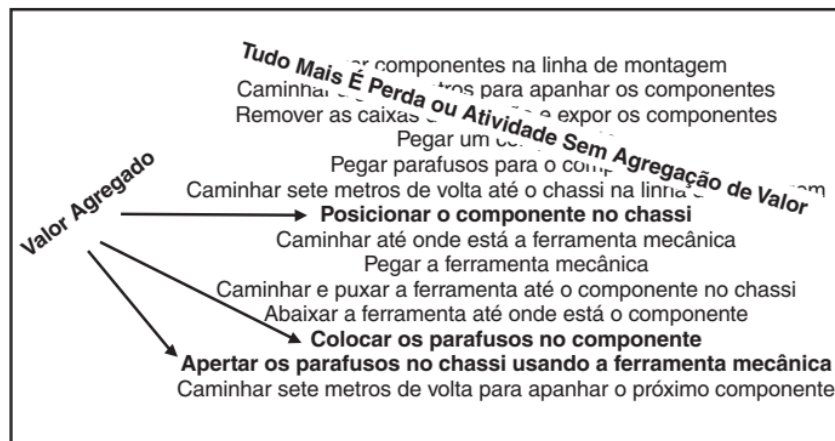 Tudo Mais É Perda ou Atividade Sem Agregação de Valor
componentes na linha de montagem
Caminhar para apanhar os componentes
Remover as caixas e expor os componentes
Pegar um
Pegar parafusos para o
Caminhar sete metros de volta até o chassi na linha
Valor Agregado
Posicionar o componente no chassi
Caminhar até onde está a ferramenta mecânica
Pegar a ferramenta mecânica
Caminhar e puxar a ferramenta até o componente no chassi
Abaixar a ferramenta até onde está o componente
Colocar os parafusos no componente
Apertar os parafusos no chassi usando a ferramenta mecânica
Caminhar sete metros de volta para apanhar o próximo componente